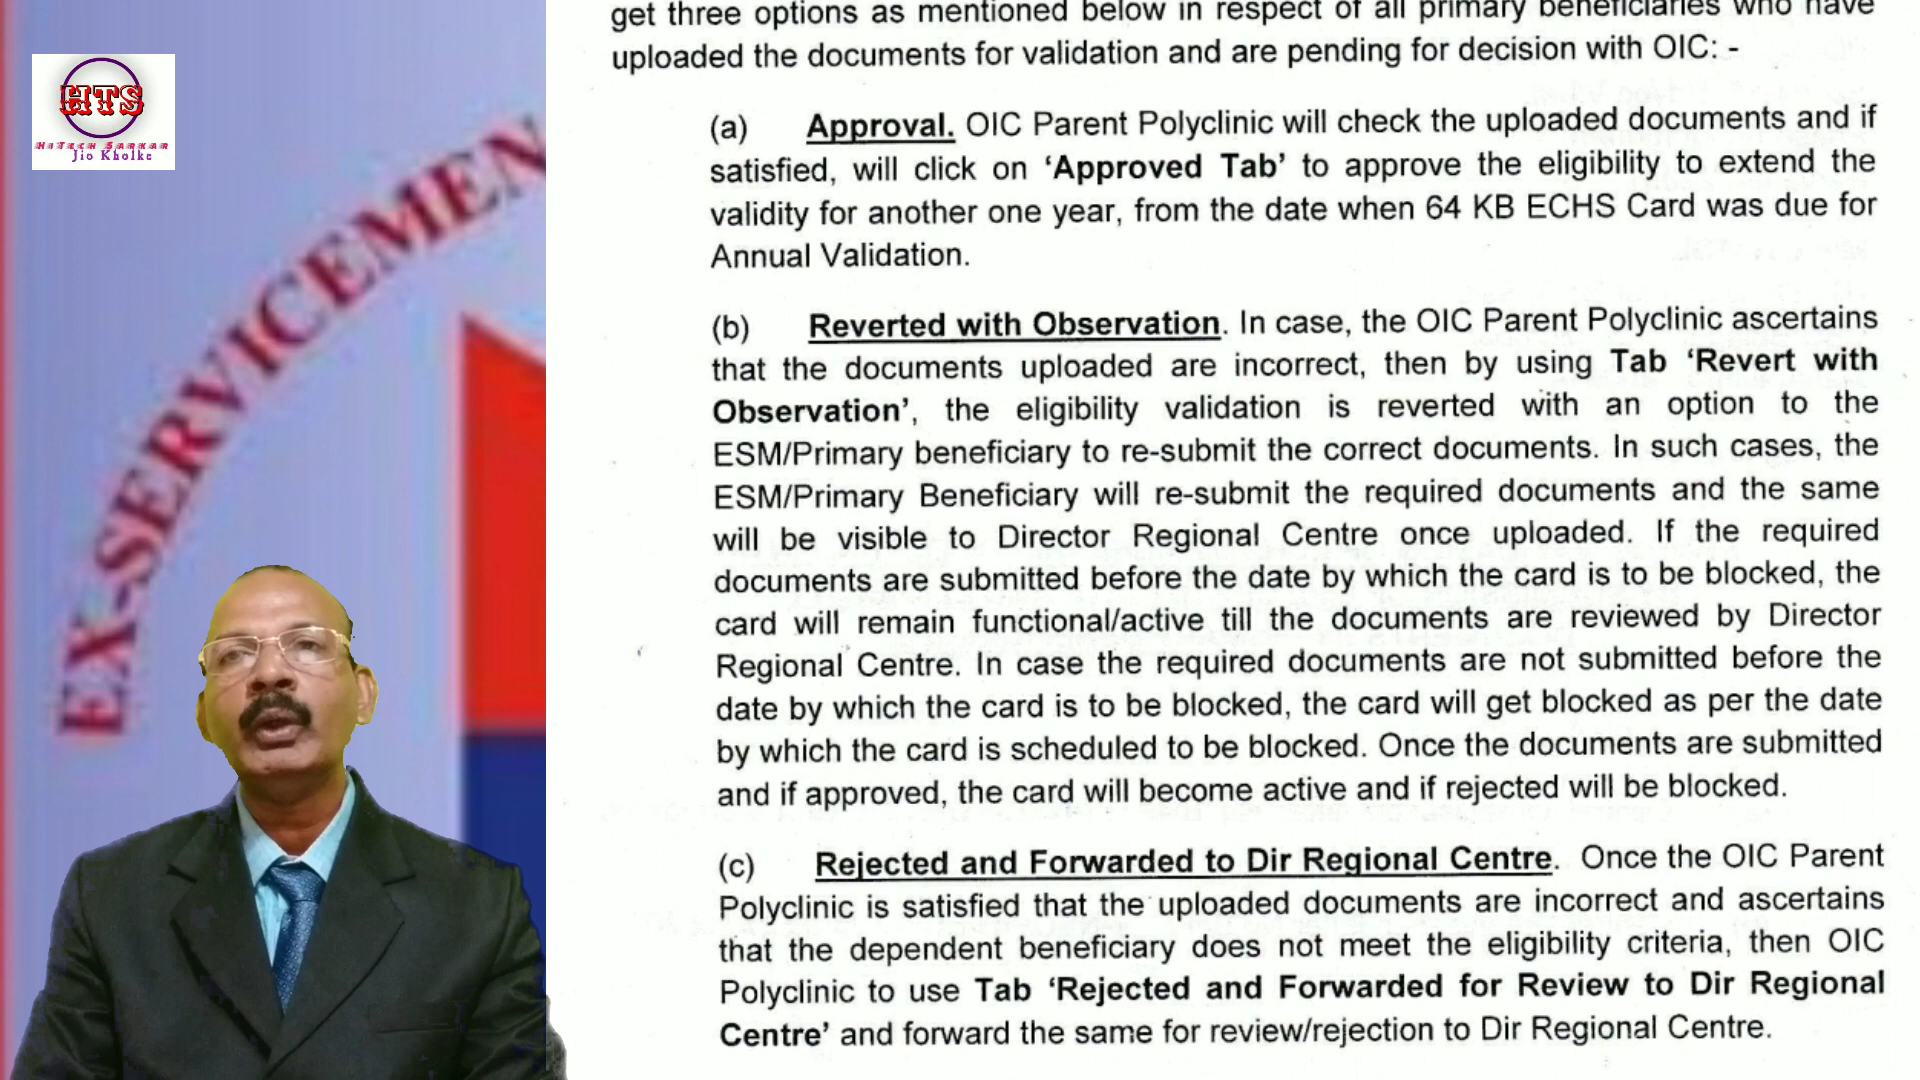 HTS
HiTech Sarkar
Jio Kholke
EX-SERVICEMEN
get three options as mentioned below in respect of all primary beneficiaries who have
uploaded the documents for validation and are pending for decision with OIC: -
(a) Approval. OIC Parent Polyclinic will check the uploaded documents and if
satisfied, will click on ‘Approved Tab’ to approve the eligibility to extend the
validity for another one year, from the date when 64 KB ECHS Card was due for
Annual Validation.
(b) Reverted with Observation. In case, the OIC Parent Polyclinic ascertains
that the documents uploaded are incorrect, then by using Tab ‘Revert with
Observation’, the eligibility validation is reverted with an option to the
ESM/Primary beneficiary to re-submit the correct documents. In such cases, the
ESM/Primary Beneficiary will re-submit the required documents and the same
will be visible to Director Regional Centre once uploaded. If the required
documents are submitted before the date by which the card is to be blocked, the
card will remain functional/active till the documents are reviewed by Director
Regional Centre. In case the required documents are not submitted before the
date by which the card is to be blocked, the card will get blocked as per the date
by which the card is scheduled to be blocked. Once the documents are submitted
and if approved, the card will become active and if rejected will be blocked.
(c) Rejected and Forwarded to Dir Regional Centre. Once the OIC Parent
Polyclinic is satisfied that the uploaded documents are incorrect and ascertains
that the dependent beneficiary does not meet the eligibility criteria, then OIC
Polyclinic to use Tab ‘Rejected and Forwarded for Review to Dir Regional
Centre’ and forward the same for review/rejection to Dir Regional Centre.